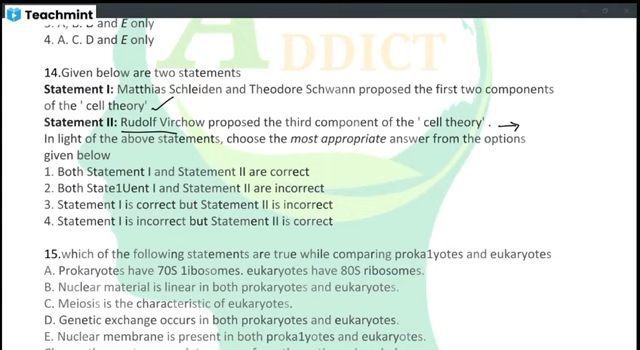 Teachmint
3. A, B. D and E only
4. A. C. D and E only
ADDICT
14.Given below are two statements
Statement I: Matthias Schleiden and Theodore Schwann proposed the first two components
of the ' cell theory'
Statement II: Rudolf Virchow proposed the third component of the ' cell theory' .
In light of the above statements, choose the most appropriate answer from the options
given below
1. Both Statement I and Statement II are correct
2. Both State1Uent I and Statement II are incorrect
3. Statement I is correct but Statement II is incorrect
4. Statement I is incorrect but Statement II is correct
15.which of the following statements are true while comparing proka1yotes and eukaryotes
A. Prokaryotes have 70S 1ibosomes. eukaryotes have 80S ribosomes.
B. Nuclear material is linear in both prokaryotes and eukaryotes.
C. Meiosis is the characteristic of eukaryotes.
D. Genetic exchange occurs in both prokaryotes and eukaryotes.
E. Nuclear membrane is present in both proka1yotes and eukaryotes.